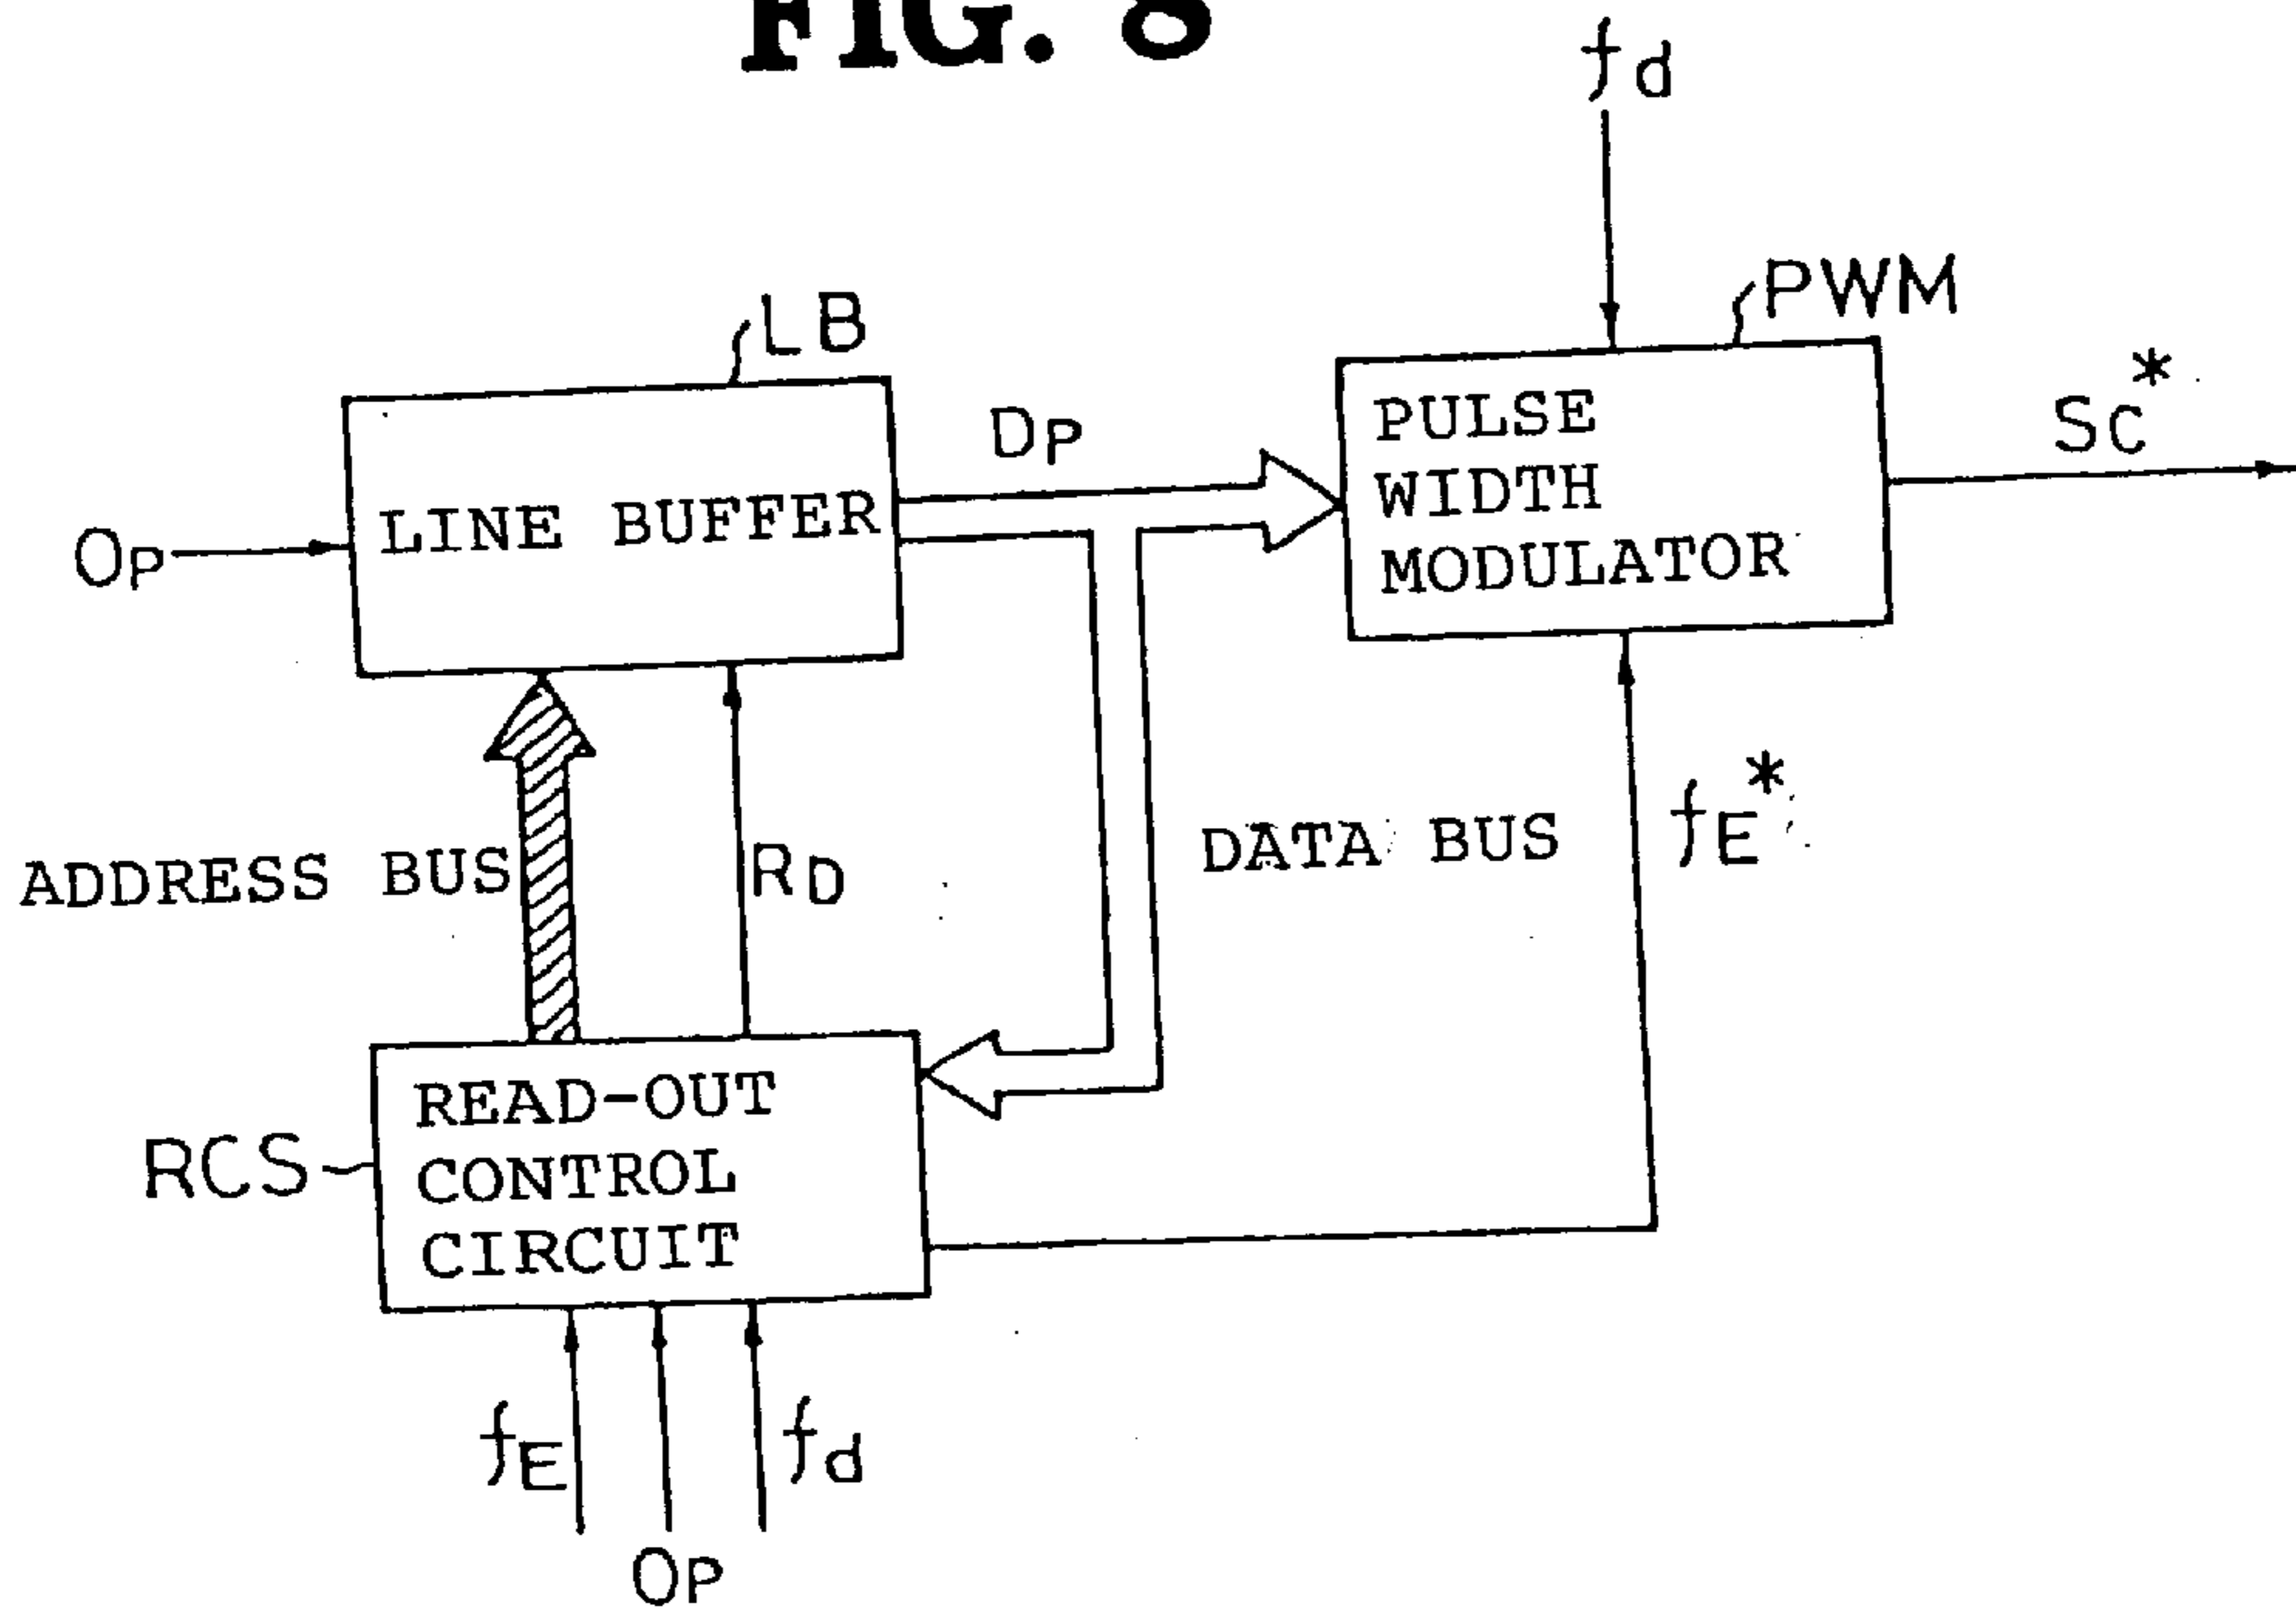 FIG. 8
fd
LB
PWM
DP
PULSE
WIDTH
MODULATOR
SC*
OP
LINE BUFFER
ADDRESS BUS
RD
DATA BUS
fE*
RCS
READ-OUT
CONTROL
CIRCUIT
fE
fd
OP